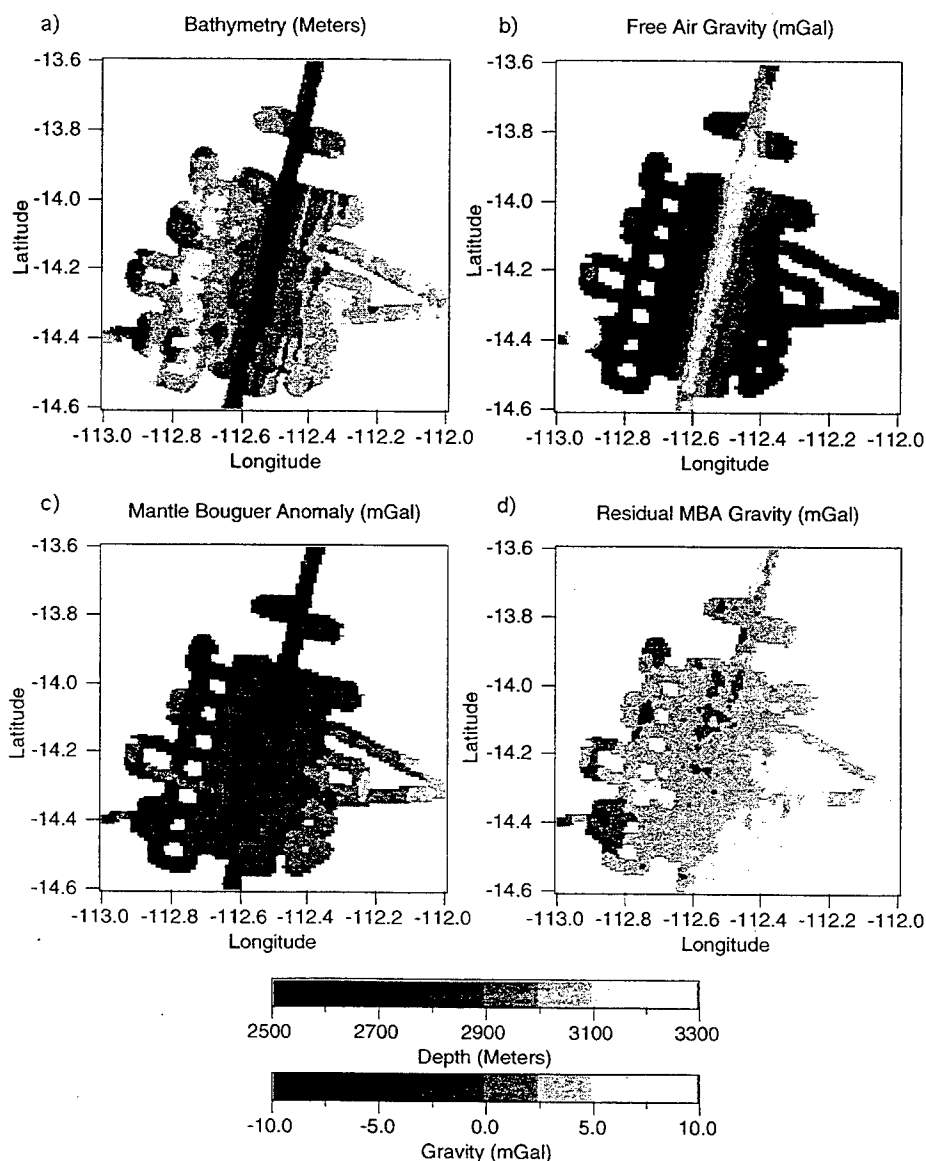 a) Bathymetry (Meters)
-13.6
-13.8
-14.0
-14.2
-14.4
-14.6
Latitude
-113.0 -112.8 -112.6 -112.4 -112.2 -112.0
Longitude
b) Free Air Gravity (mGal)
-13.6
-13.8
-14.0
-14.2
-14.4
-14.6
Latitude
-113.0 -112.8 -112.6 -112.4 -112.2 -112.0
Longitude
c) Mantle Bouguer Anomaly (mGal)
-13.6
-13.8
-14.0
-14.2
-14.4
-14.6
Latitude
-113.0 -112.8 -112.6 -112.4 -112.2 -112.0
Longitude
d) Residual MBA Gravity (mGal)
-13.6
-13.8
-14.0
-14.2
-14.4
-14.6
Latitude
-113.0 -112.8 -112.6 -112.4 -112.2 -112.0
Longitude
2500 2700 2900 3100 3300
Depth (Meters)
-10.0 -5.0 0.0 5.0 10.0
Gravity (mGal)